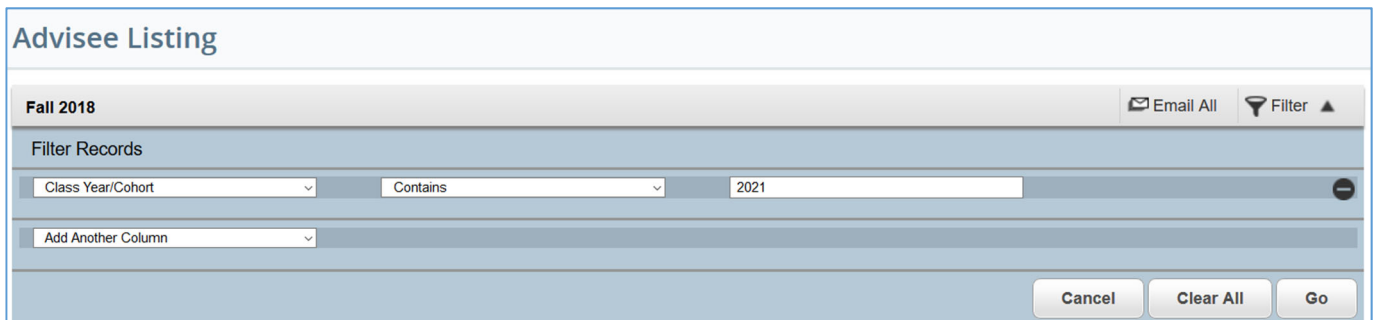 Advisee Listing
Fall 2018 Email All Filter
Filter Records
Class Year/Cohort Contains 2021
Add Another Column
Cancel Clear All Go